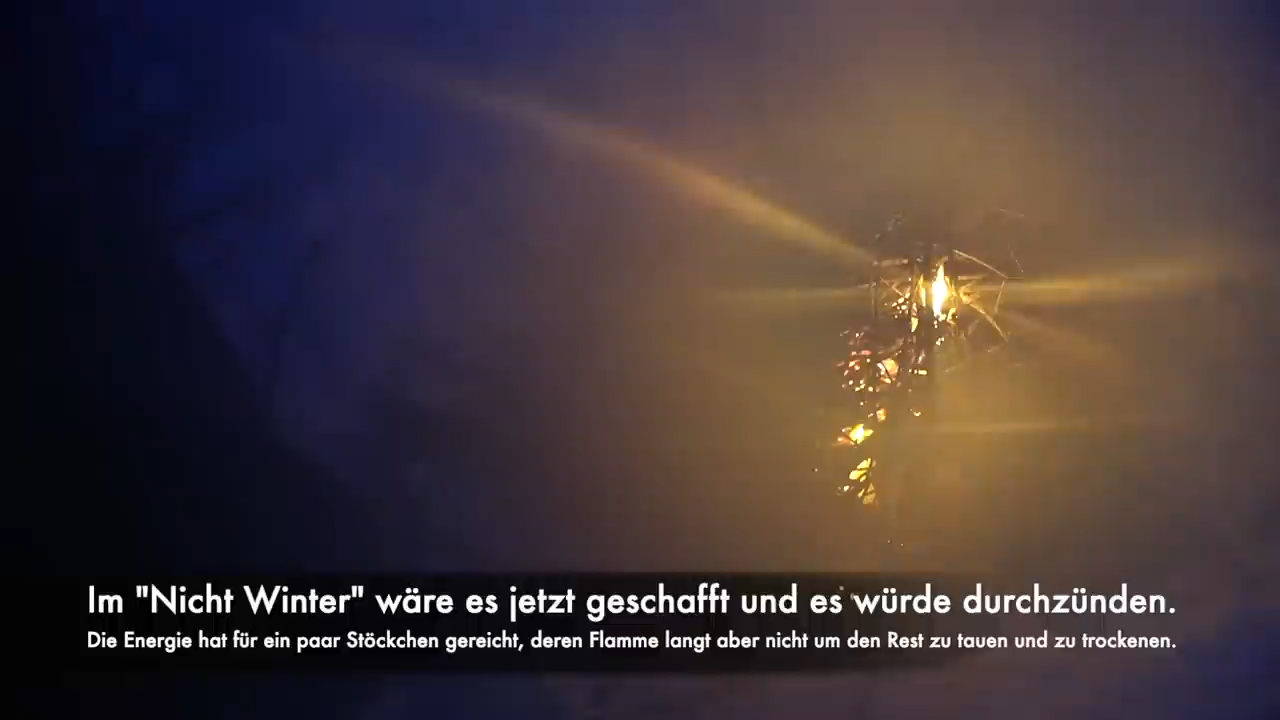 Im "Nicht Winter" wäre es jetzt geschafft und es würde durchzünden.
Die Energie hat für ein paar Stöckchen gereicht, deren Flamme langt aber nicht um den Rest zu tauen und zu trockenen.